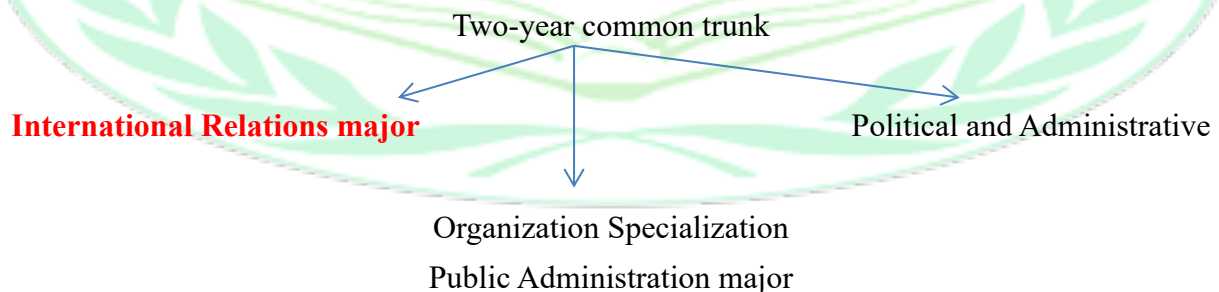 Two-year common trunk
International Relations major
Political and Administrative
Organization Specialization
Public Administration major